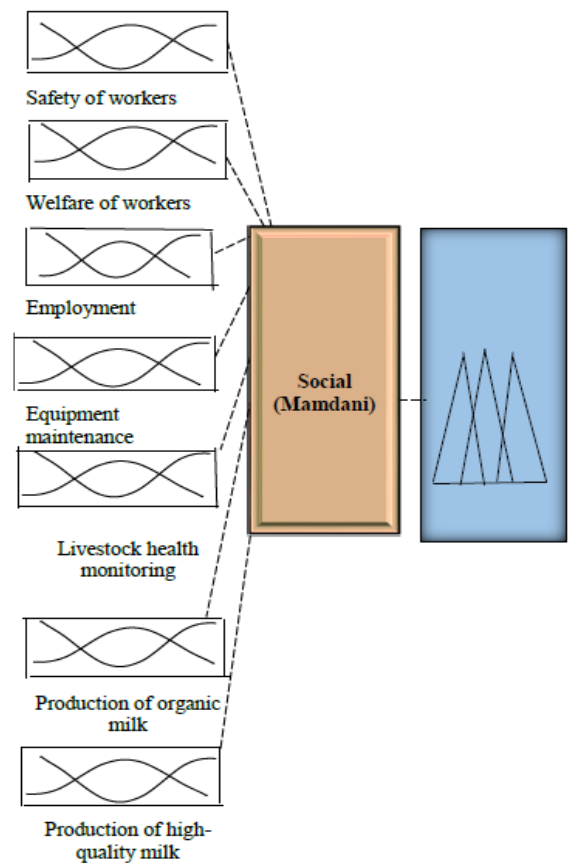 Safety of workers
Welfare of workers
Employment
Equipment
maintenance
Livestock health
monitoring
Production of organic
milk
Production of high-
quality milk
Social
(Mamdani)